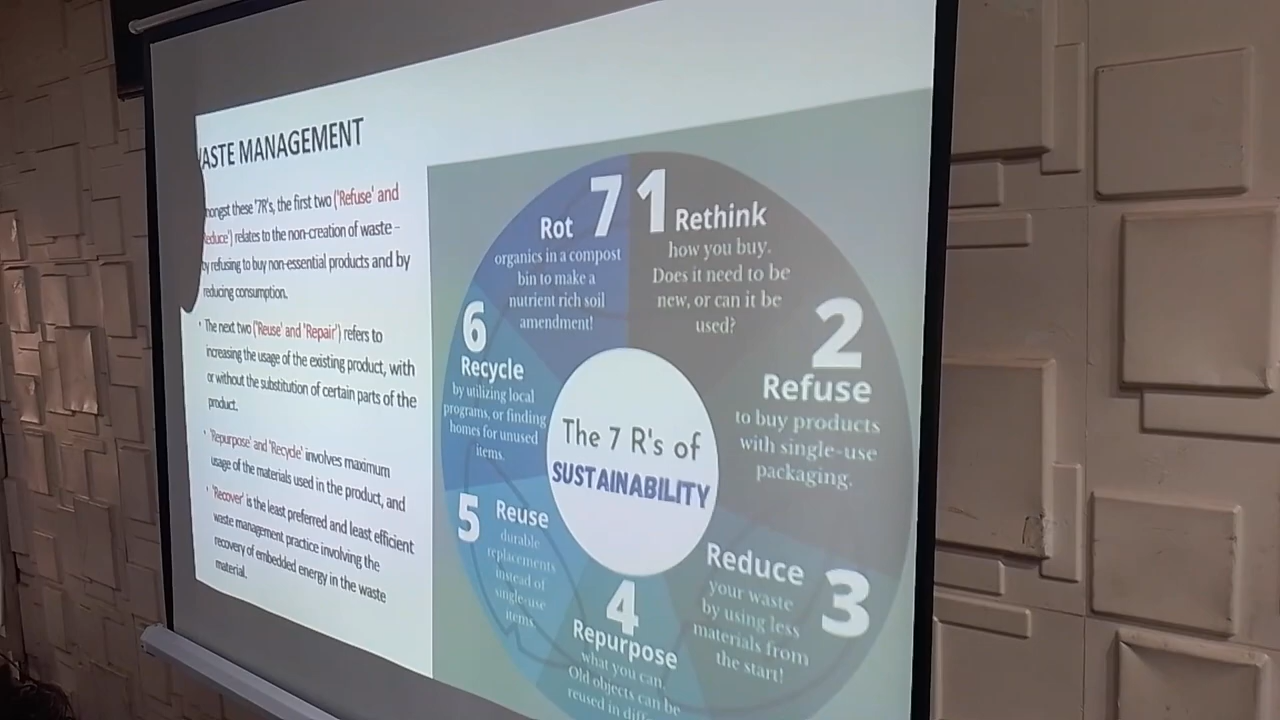 WASTE MANAGEMENT
these '7R's, the first two ('Refuse' and
'Reduce') relates to the non-creation of waste –
by refusing to buy non-essential products and by
reducing consumption.
• The next two ('Reuse' and 'Repair') refers to
increasing the usage of the existing product, with
or without the substitution of certain parts of the
product.
• 'Repurpose' and 'Recycle' involves maximum
usage of the materials used in the product, and
• 'Recover' is the least preferred and least efficient
waste management practice involving the
recovery of embedded energy in the waste
material.
The 7 R's of
SUSTAINABILITY
1 Rethink
how you buy.
Does it need to be
new, or can it be
used?
2
Refuse
to buy products
with single-use
packaging.
Reduce 3
your waste
by using less
materials from
the start!
4
Repurpose
what you can.
Old objects can be
reused in
5 Reuse
durable
replacements
instead of
single-use
items.
6
Recycle
by utilizing local
programs, or finding
homes for unused
items.
Rot 7
organics in a compost
bin to make a
nutrient rich soil
amendment!